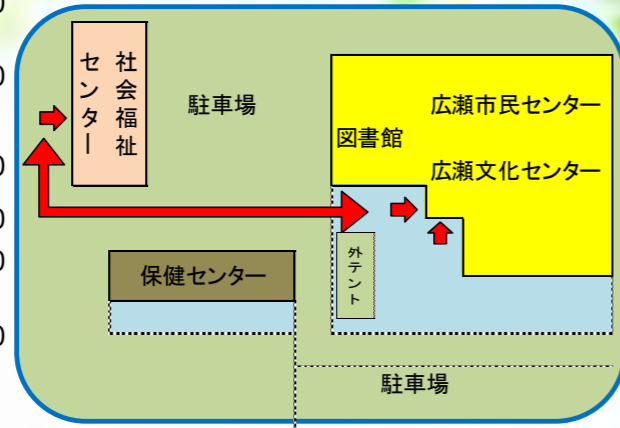 社会福祉
センター
駐車場
広瀬市民センター
図書館
広瀬文化センター
外テント
保健センター
駐車場